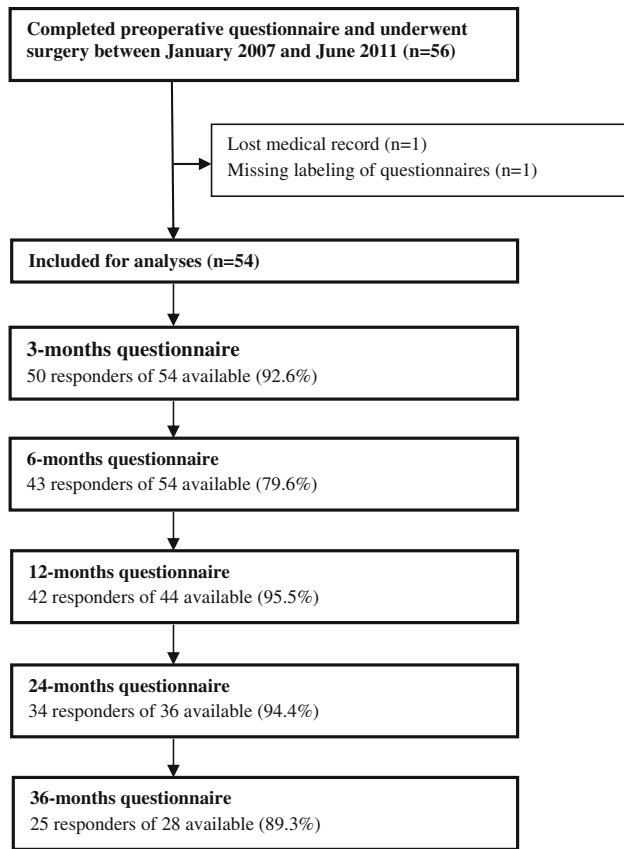 Completed preoperative questionnaire and underwent
surgery between January 2007 and June 2011 (n=56)
Lost medical record (n=1)
Missing labeling of questionnaires (n=1)
Included for analyses (n=54)
3-months questionnaire
50 responders of 54 available (92.6%)
6-months questionnaire
43 responders of 54 available (79.6%)
12-months questionnaire
42 responders of 44 available (95.5%)
24-months questionnaire
34 responders of 36 available (94.4%)
36-months questionnaire
25 responders of 28 available (89.3%)